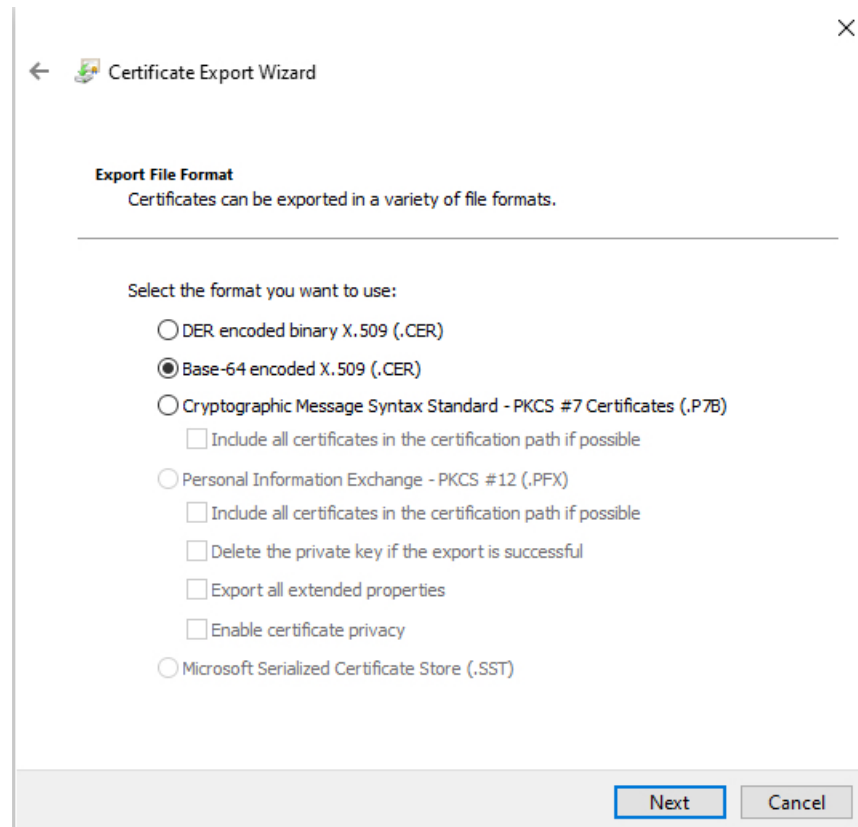 Certificate Export Wizard
Export File Format
Certificates can be exported in a variety of file formats.
Select the format you want to use:
DER encoded binary X.509 (.CER)
Base-64 encoded X.509 (.CER)
Cryptographic Message Syntax Standard - PKCS #7 Certificates (.P7B)
Include all certificates in the certification path if possible
Personal Information Exchange - PKCS #12 (.PFX)
Include all certificates in the certification path if possible
Delete the private key if the export is successful
Export all extended properties
Enable certificate privacy
Microsoft Serialized Certificate Store (.SST)
Next Cancel